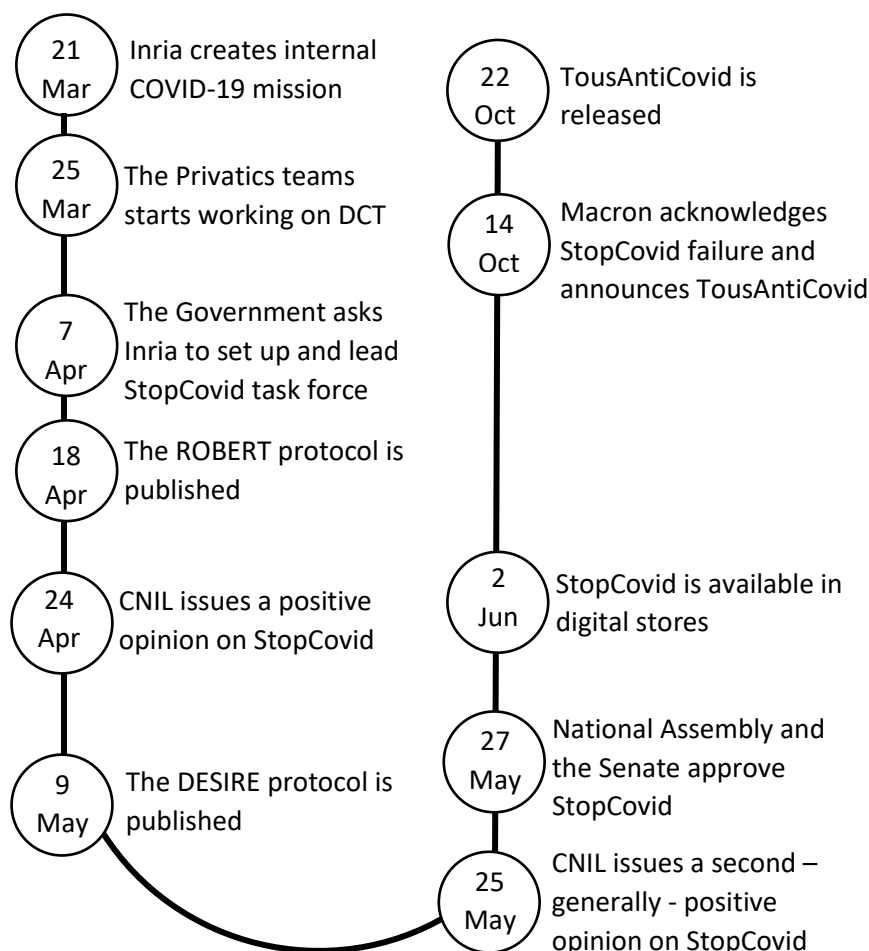 21
Mar
Inria creates internal
COVID-19 mission
25
Mar
The Privatics teams
starts working on DCT
7
Apr
The Government asks
Inria to set up and lead
StopCovid task force
18
Apr
The ROBERT protocol is
published
24
Apr
CNIL issues a positive
opinion on StopCovid
9
May
The DESIRE protocol is
published
25
May
CNIL issues a second –
generally - positive
opinion on StopCovid
27
May
National Assembly and
the Senate approve
StopCovid
2
Jun
StopCovid is available in
digital stores
14
Oct
Macron acknowledges
StopCovid failure and
announces TousAntiCovid
22
Oct
TousAntiCovid is
released